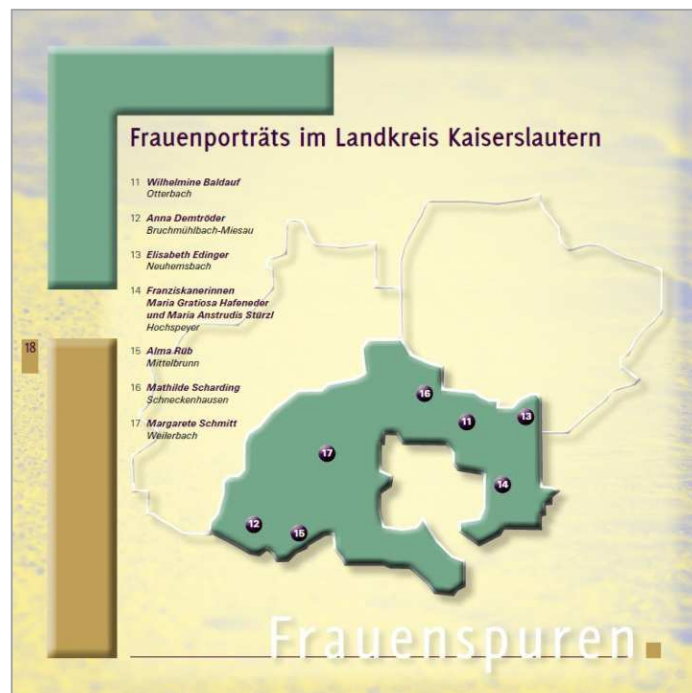 Frauenporträts im Landkreis Kaiserslautern
11 Wilhelmine Baldauf
Otterbach
12 Anna Demtröder
Bruchmühlbach-Miesau
13 Elisabeth Edinger
Neuhemsbach
14 Franziskanerinnen
Maria Gratiosa Hafeneder
und Maria Anstrudis Stürzl
Hochspeyer
15 Alma Rüb
Mittelbrunn
16 Mathilde Scharding
Schneckenhausen
17 Margarete Schmitt
Weilerbach
18
16
11
13
17
14
12
15
Frauenspuren